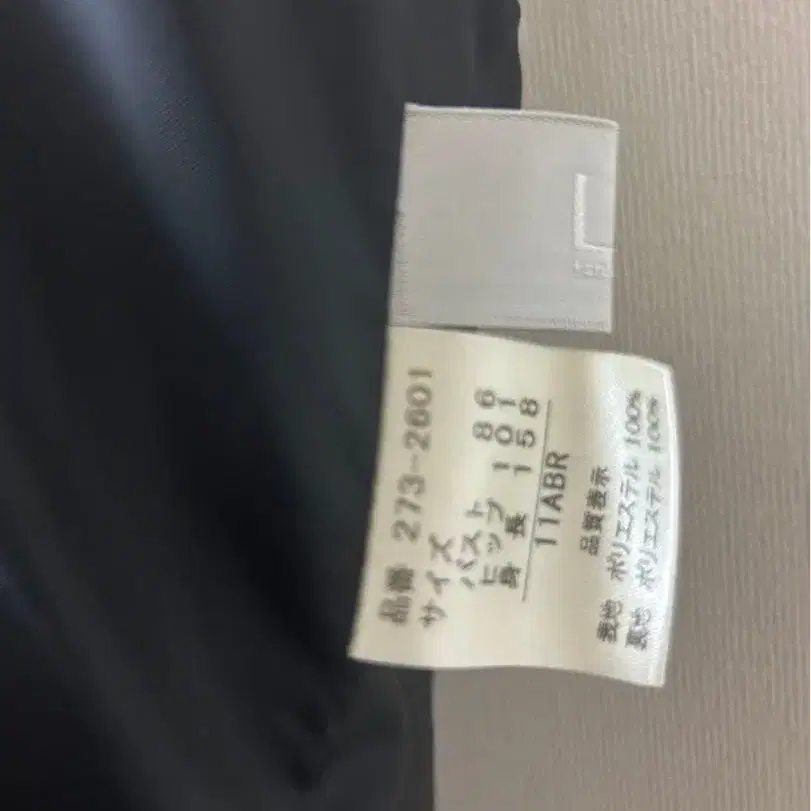 品番 273-2601
サイズ
バスト 86
ヒップ 101
身長 158
11ABR
品質表示
表地 ポリエステル 100%
裏地 ポリエステル 100%